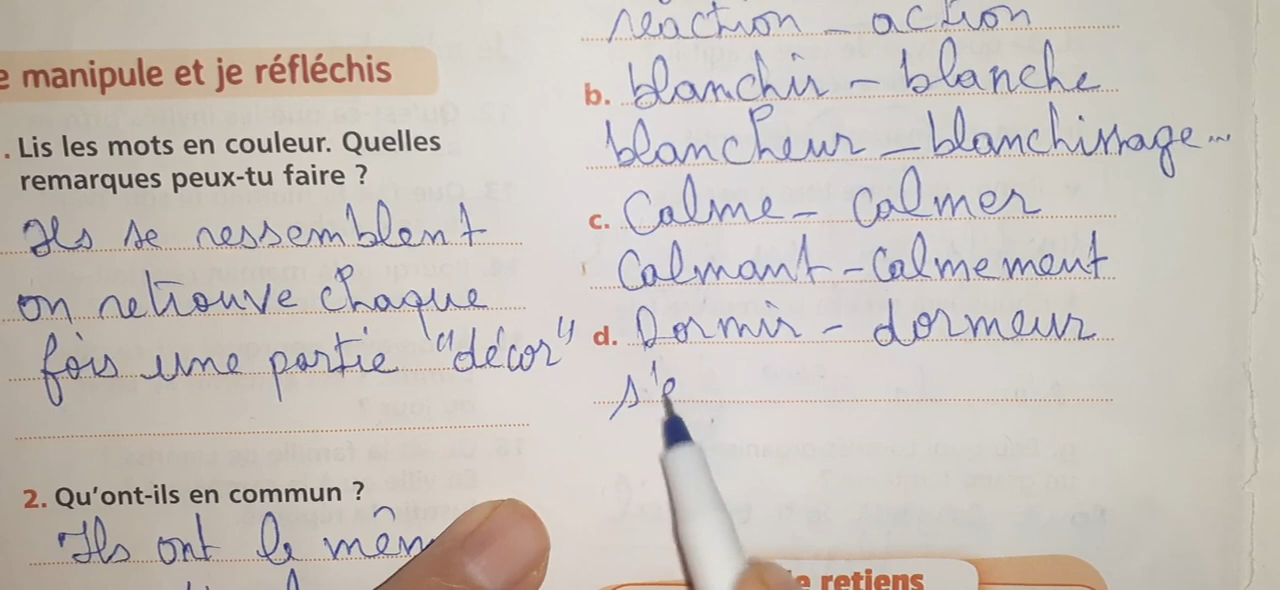 e manipule et je réfléchis
. Lis les mots en couleur. Quelles
remarques peux-tu faire ?
Ils se ressemblent
on retrouve chaque
fois une partie "décor"
2. Qu'ont-ils en commun ?
Ils ont le mêm
réaction - action
b. blanchir - blanche
blancheur - blanchissage...
c. Calme - calmer
calmant - calmement
d. Dormir - dormeur
s'e
e retiens